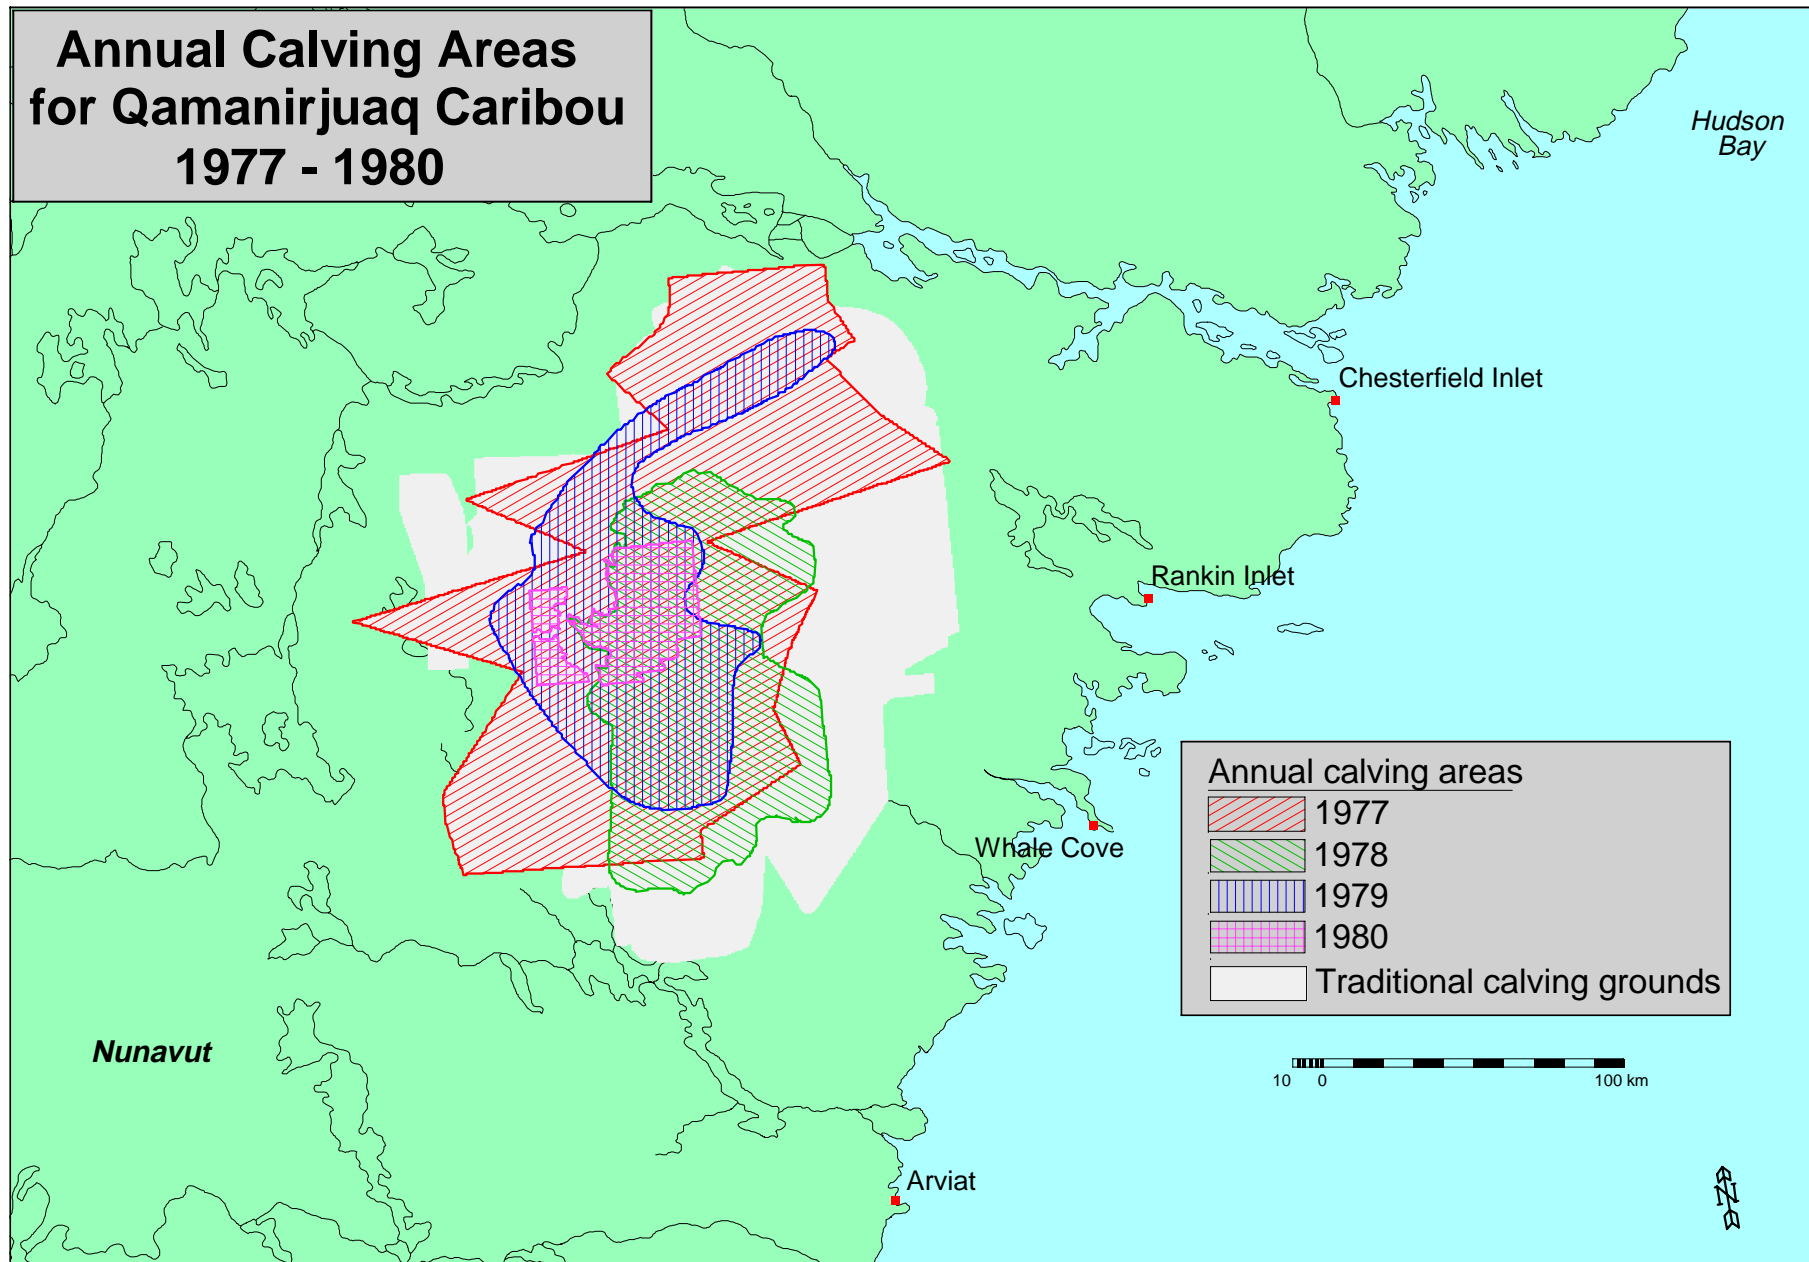 Annual Calving Areas
for Qamanirjuaq Caribou
1977 - 1980
Hudson
Bay
Chesterfield Inlet
Rankin Inlet
Whale Cove
Annual calving areas
1977
1978
1979
1980
Traditional calving grounds
Nunavut
10 0 100 km
Arviat
N